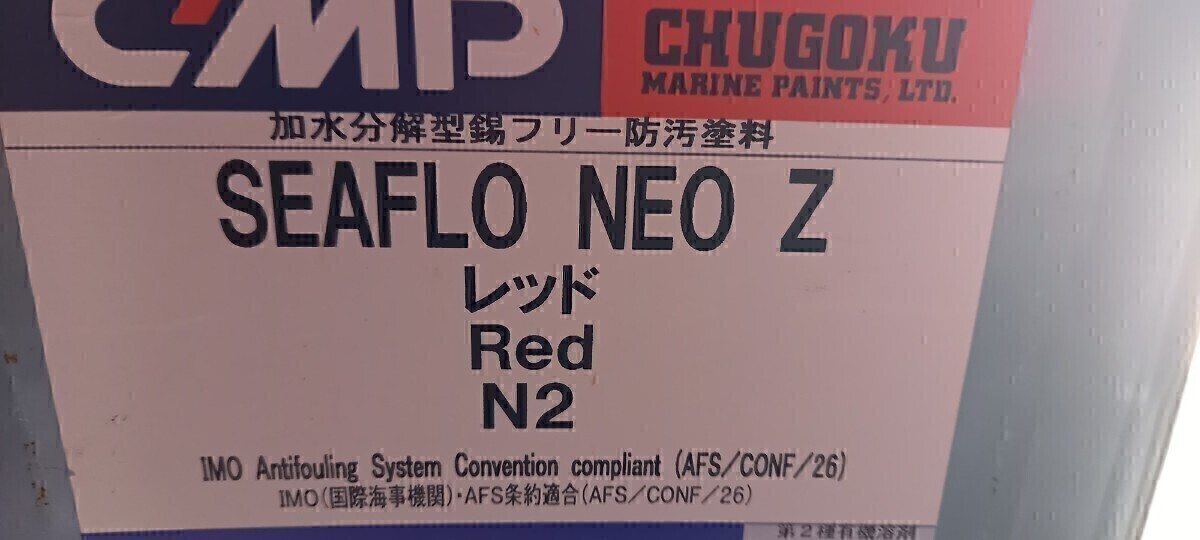 CMP
CHUGOKU
MARINE PAINTS, LTD.
加水分解型錫フリー防汚塗料
SEAFLO NEO Z
レッド
Red
N2
IMO Antifouling System Convention compliant (AFS/CONF/26)
IMO(国際海事機関)・AFS条約適合(AFS/CONF/26)
第2種有機溶剤